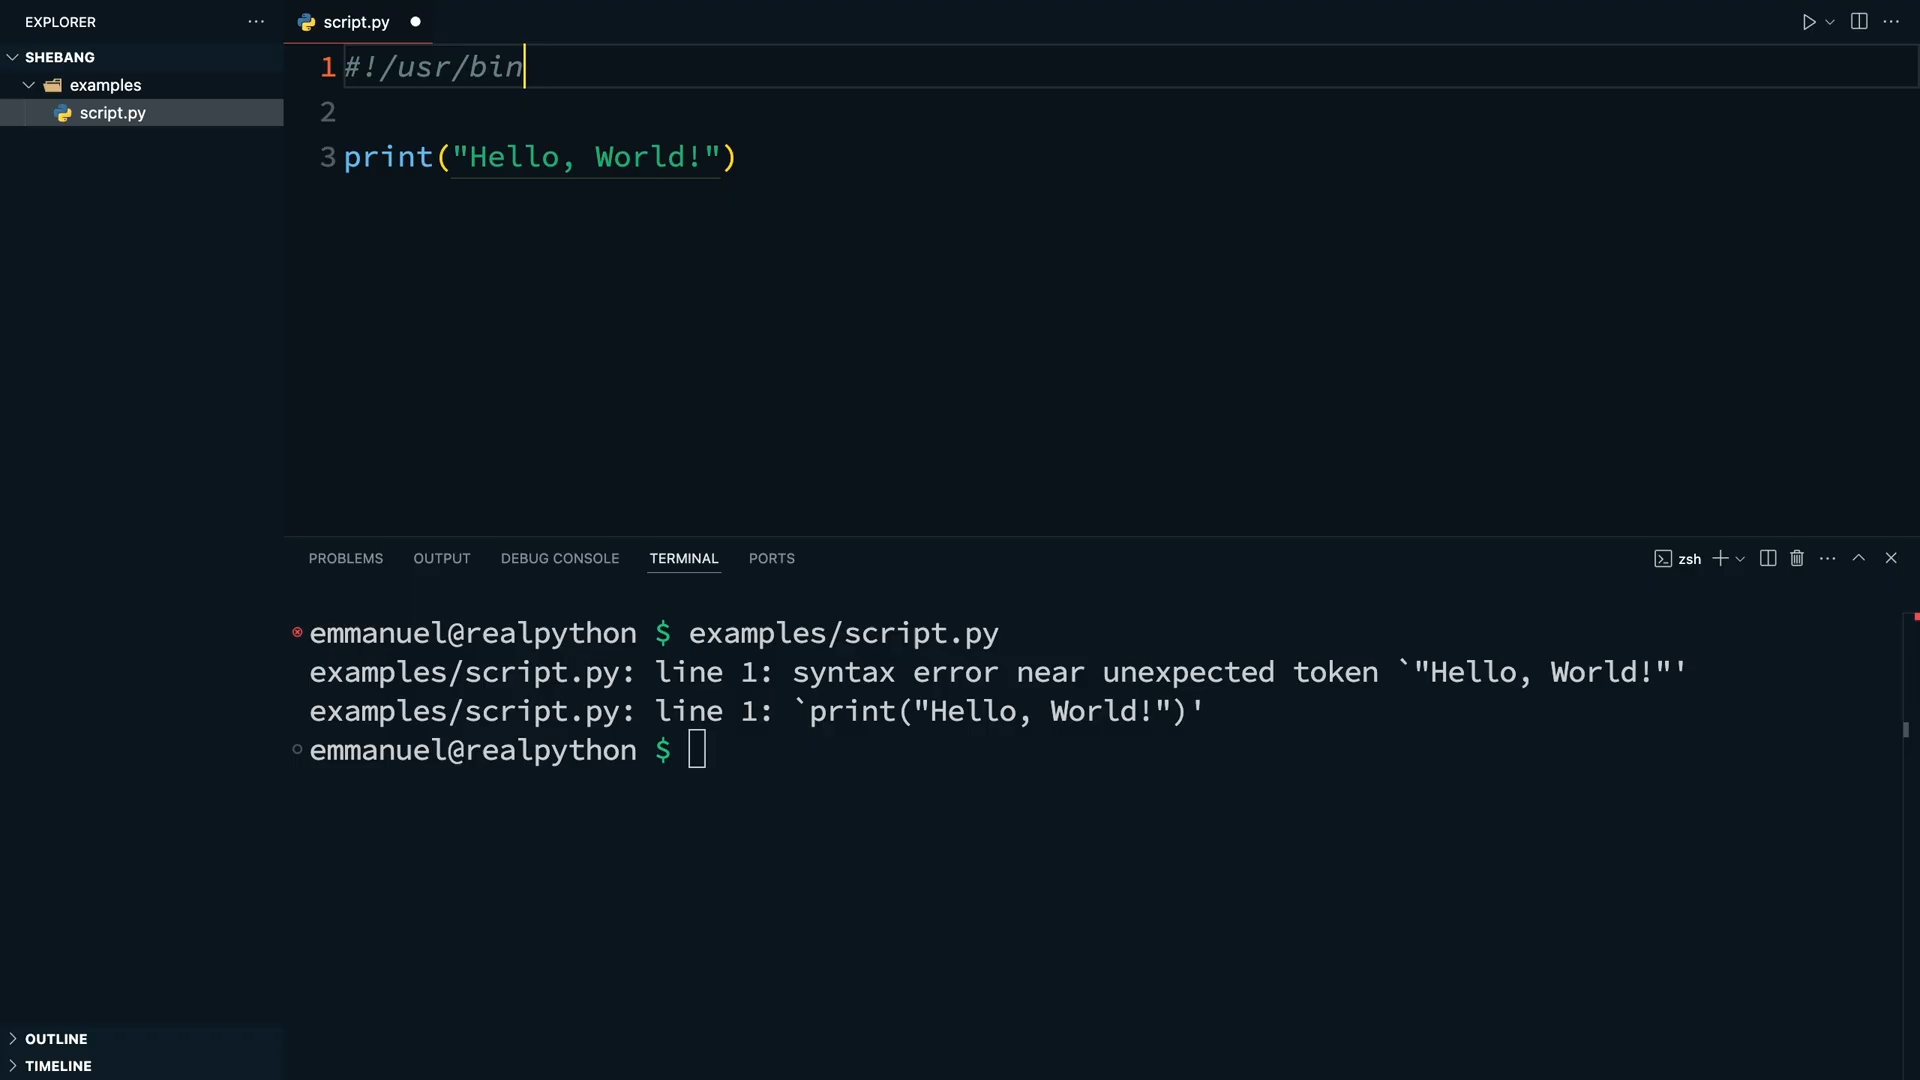 EXPLORER
script.py
SHEBANG
examples
script.py
1 #!/usr/bin
2
3 print("Hello, World!")
PROBLEMS OUTPUT DEBUG CONSOLE TERMINAL PORTS
zsh
emmanuel@realpython $ examples/script.py
examples/script.py: line 1: syntax error near unexpected token `"Hello, World!"'
examples/script.py: line 1: `print("Hello, World!")'
emmanuel@realpython $
OUTLINE
TIMELINE